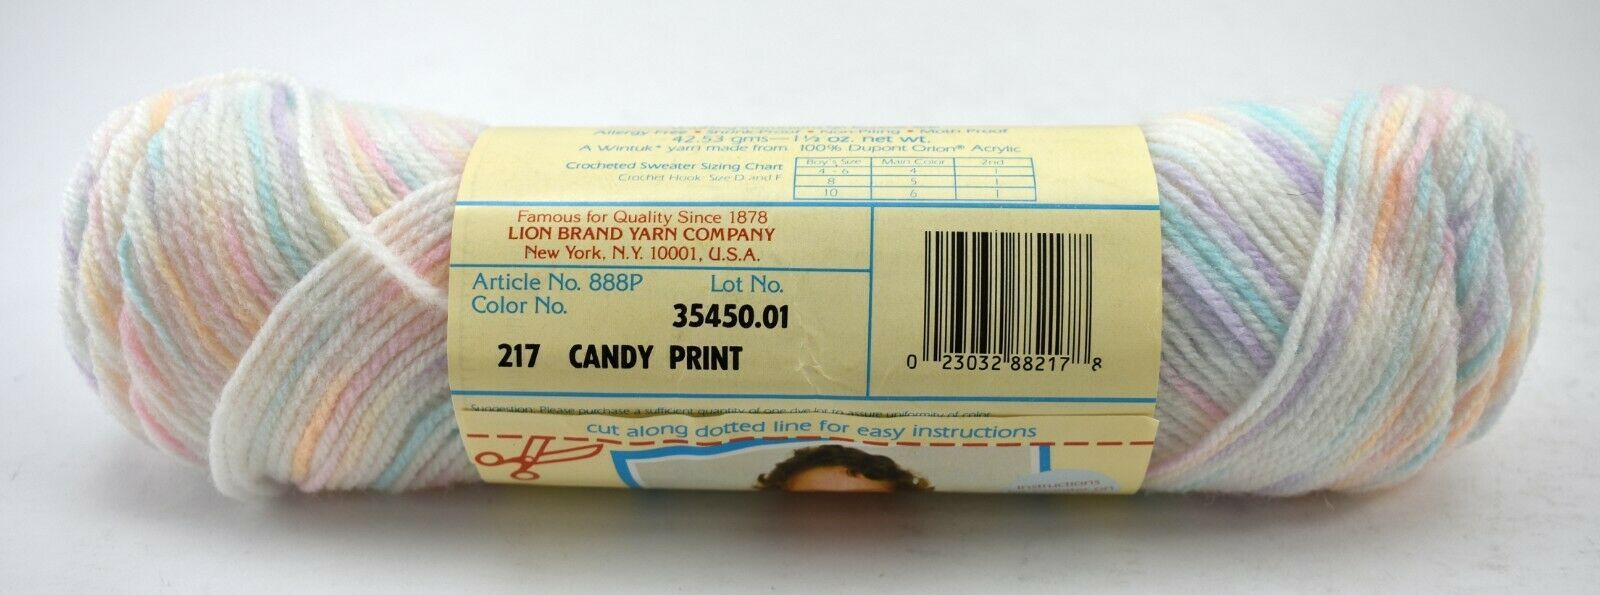 Allergy Free • Shrink Proof • Non-Piling • Moth Proof
42.53 gms—1½ oz. net wt.
A Wintuk* yarn made from 100% Dupont Orlon® Acrylic
Crocheted Sweater Sizing Chart
Crochet Hook: Size D and F
Boy's Size Main Color 2nd
4 - 6 4 1
8 5 1
10 6 1
Famous for Quality Since 1878
LION BRAND YARN COMPANY
New York, N.Y. 10001, U.S.A.
Article No. 888P Lot No.
Color No.
35450.01
217 CANDY PRINT
0 23032 88217 8
Suggestion: Please purchase a sufficient quantity of one dye lot to assure uniformity of color
cut along dotted line for easy instructions
Instructions